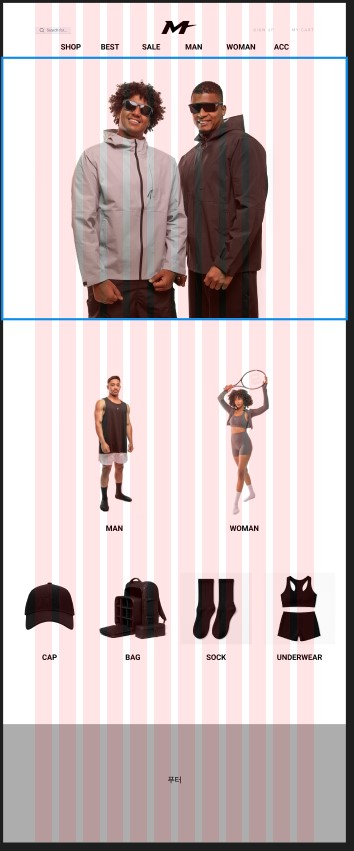 Search for...
SIGN UP
MY CART
SHOP BEST SALE MAN WOMAN ACC
MAN WOMAN
CAP BAG SOCK UNDERWEAR
푸터